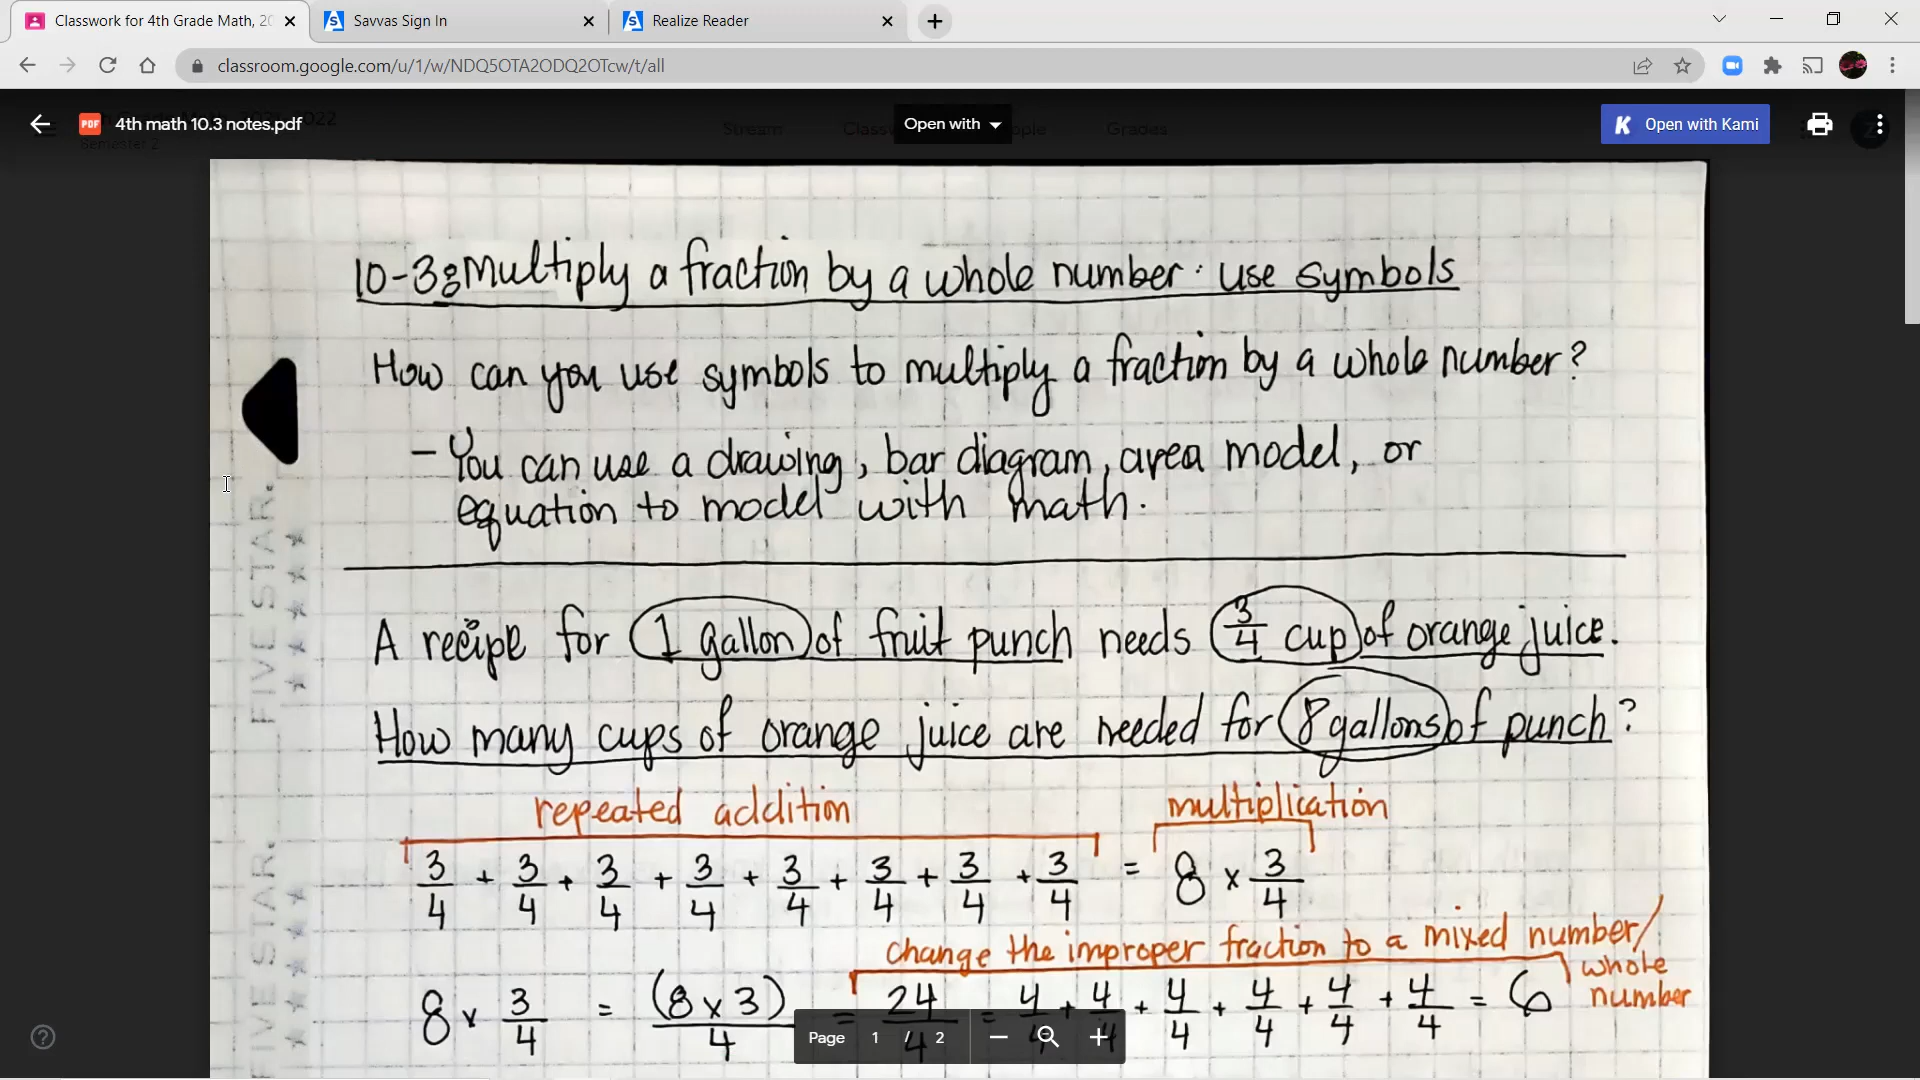 Classwork for 4th Grade Math, 20
Savvas Sign In
Realize Reader
classroom.google.com/u/1/w/NDQ5OTA2ODQ2OTcw/t/all
PDF 4th math 10.3 notes.pdf
Open with
K Open with Kami
Semester 2
Stream
Grades
10-3: Multiply a fraction by a whole number: use symbols
How can you use symbols to multiply a fraction by a whole number?
- You can use a drawing, bar diagram, area model, or
equation to model with math.
A recipe for 1 gallon of fruit punch needs 3/4 cup of orange juice.
How many cups of orange juice are needed for 8 gallons of punch?
repeated addition
multiplication
3/4 + 3/4 + 3/4 + 3/4 + 3/4 + 3/4 + 3/4 + 3/4 = 8 x 3/4
change the improper fraction to a mixed number/
whole
number
8 x 3/4 = (8 x 3)/4 = 24/4 = 4/4 + 4/4 + 4/4 + 4/4 + 4/4 + 4/4 = 6
Page 1 / 2
FIVE STAR.
FIVE STAR.